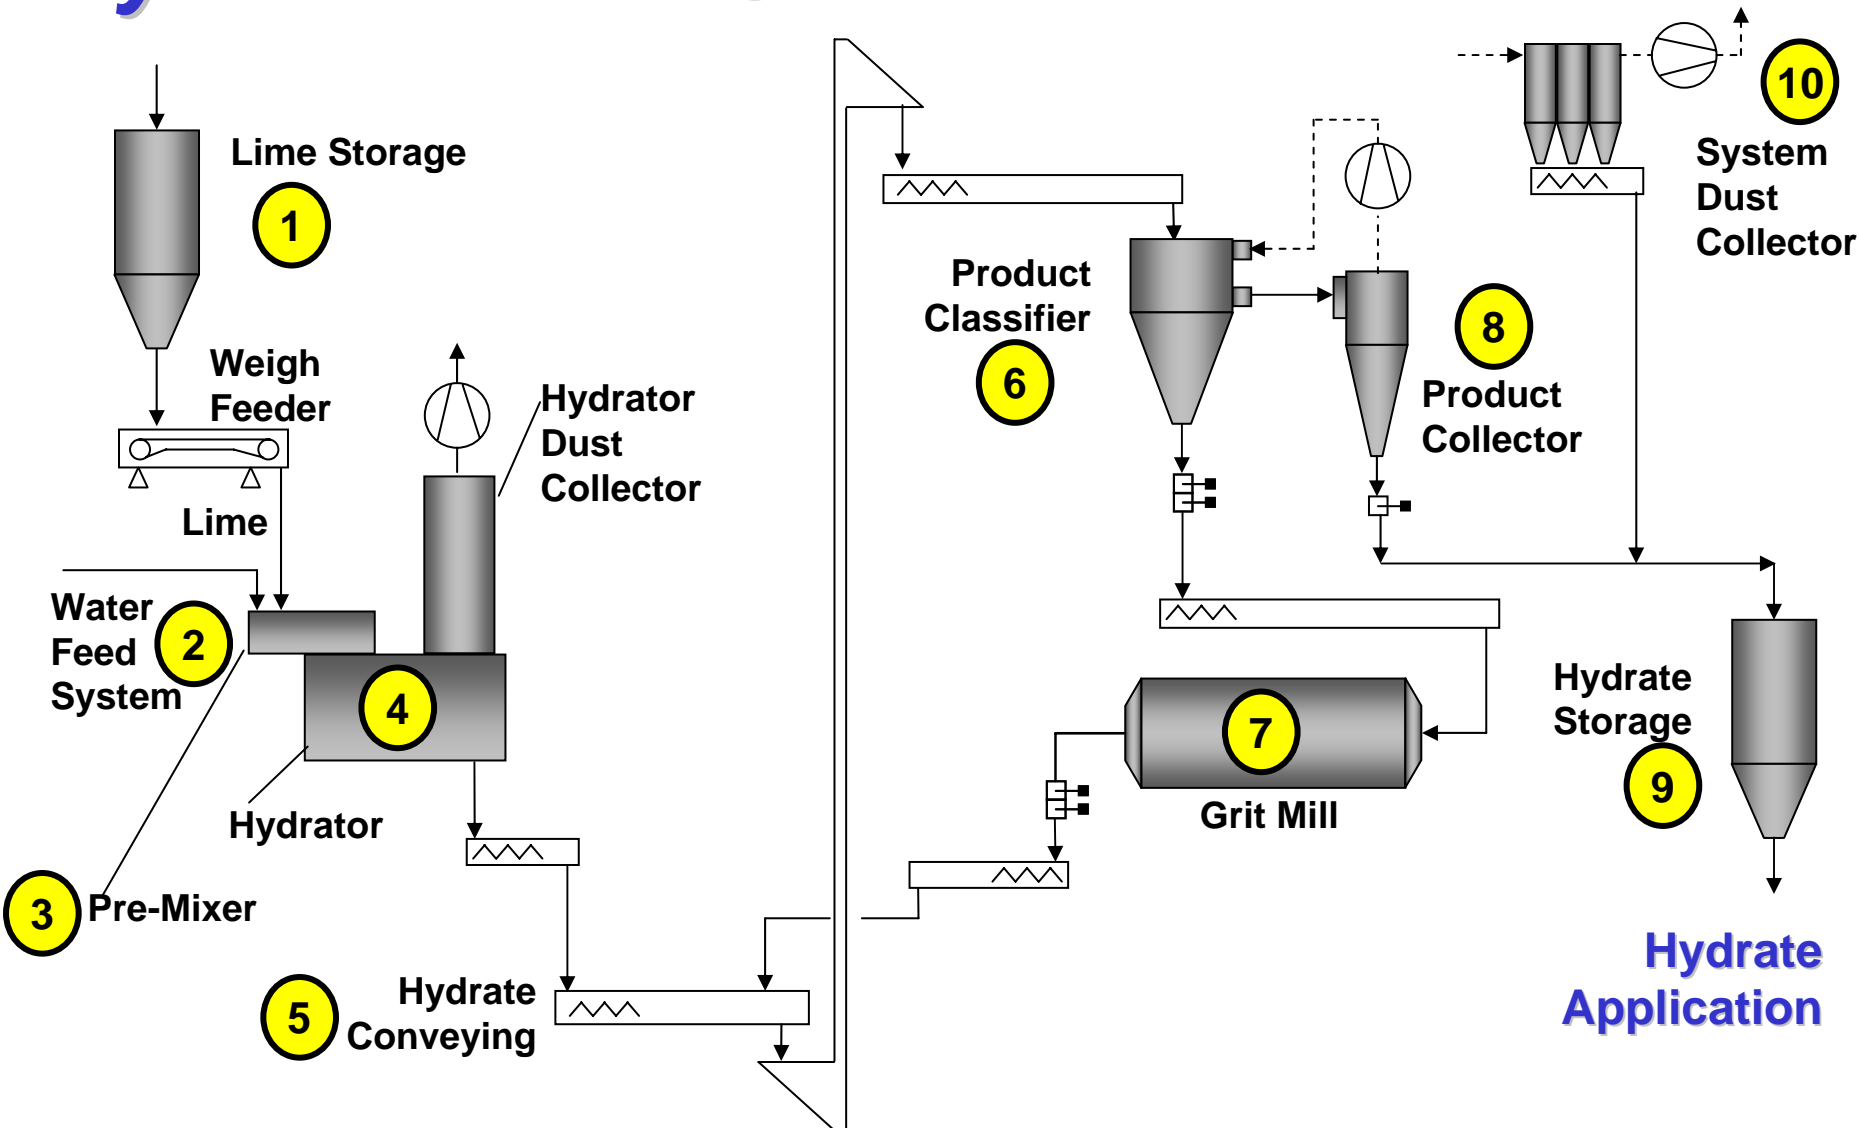 Lime Storage
1
Weigh
Feeder
Lime
Water
Feed
System
2
3
Pre-Mixer
4
Hydrator
Hydrator
Dust
Collector
5
Hydrate
Conveying
Product
Classifier
6
7
Grit Mill
8
Product
Collector
Hydrate
Storage
9
10
System
Dust
Collector
Hydrate
Application